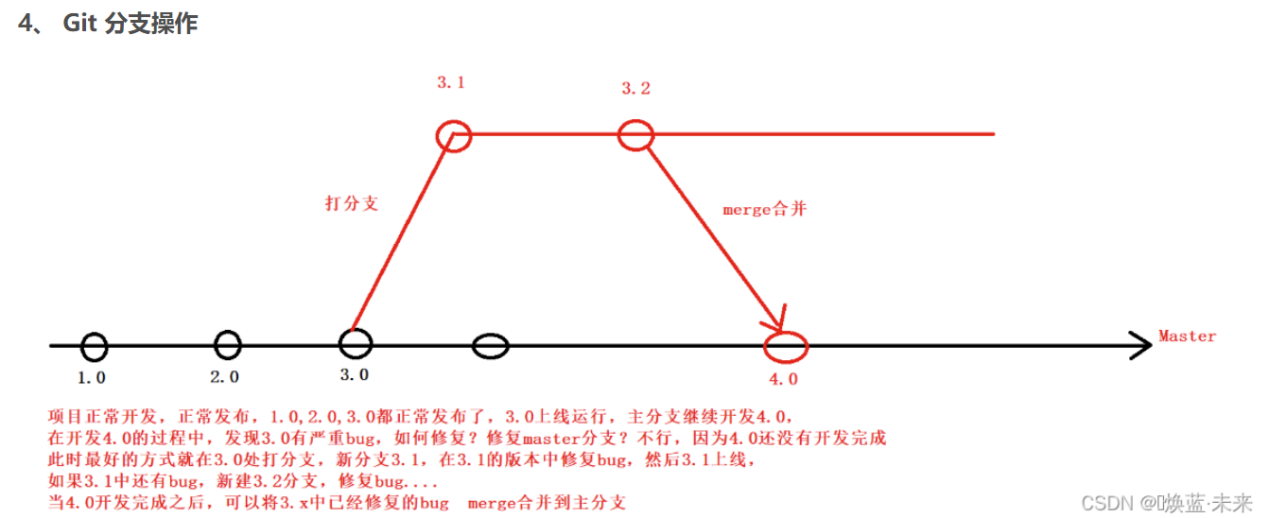 4、 Git 分支操作
3.1
3.2
打分支
merge合并
Master
1.0
2.0
3.0
4.0
项目正常开发，正常发布，1.0,2.0,3.0都正常发布了，3.0上线运行，主分支继续开发4.0，
在开发4.0的过程中，发现3.0有严重bug，如何修复？修复master分支？不行，因为4.0还没有开发完成
此时最好的方式就在3.0处打分支，新分支3.1，在3.1的版本中修复bug，然后3.1上线，
如果3.1中还有bug，新建3.2分支，修复bug....
当4.0开发完成之后，可以将3.x中已经修复的bug  merge合并到主分支
CSDN @焕蓝·未来